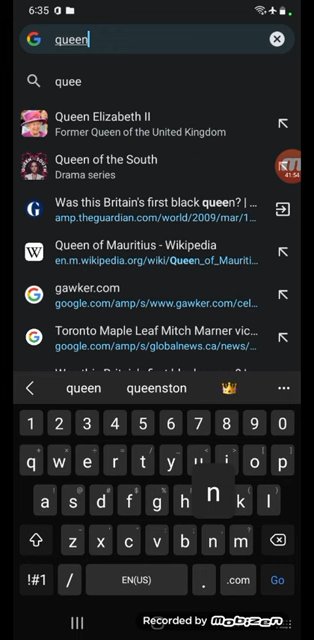 6:35
queen
quee
Queen Elizabeth II
Former Queen of the United Kingdom
Queen of the South
Drama series
41:54
Was this Britain's first black queen? | ...
amp.theguardian.com/world/2009/mar/1...
Queen of Mauritius - Wikipedia
en.m.wikipedia.org/wiki/Queen_of_Mauriti...
gawker.com
google.com/amp/s/www.gawker.com/cel...
Toronto Maple Leaf Mitch Marner vic...
google.com/amp/s/globalnews.ca/news/...
queen queenston 👑 ...
1 2 3 4 5 6 7 8 9 0
q w e r t y u i o p
a s d f g h n k l
z x c v b n m
!#1 / EN(US) . .com Go
Recorded by MOBIZEN